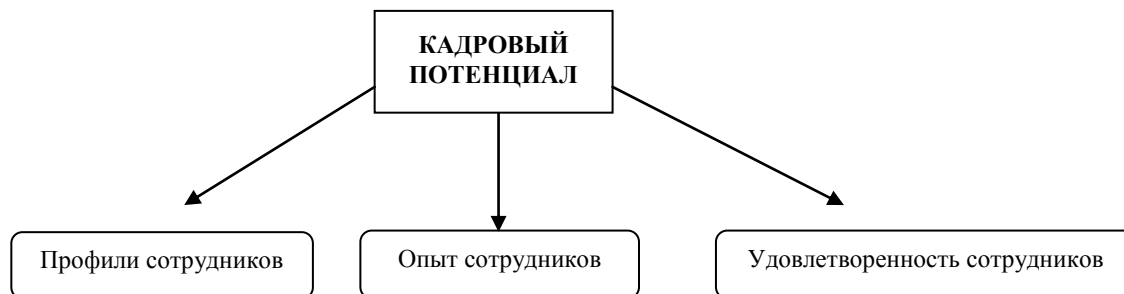 КАДРОВЫЙ
ПОТЕНЦИАЛ
Профили сотрудников
Опыт сотрудников
Удовлетворенность сотрудников